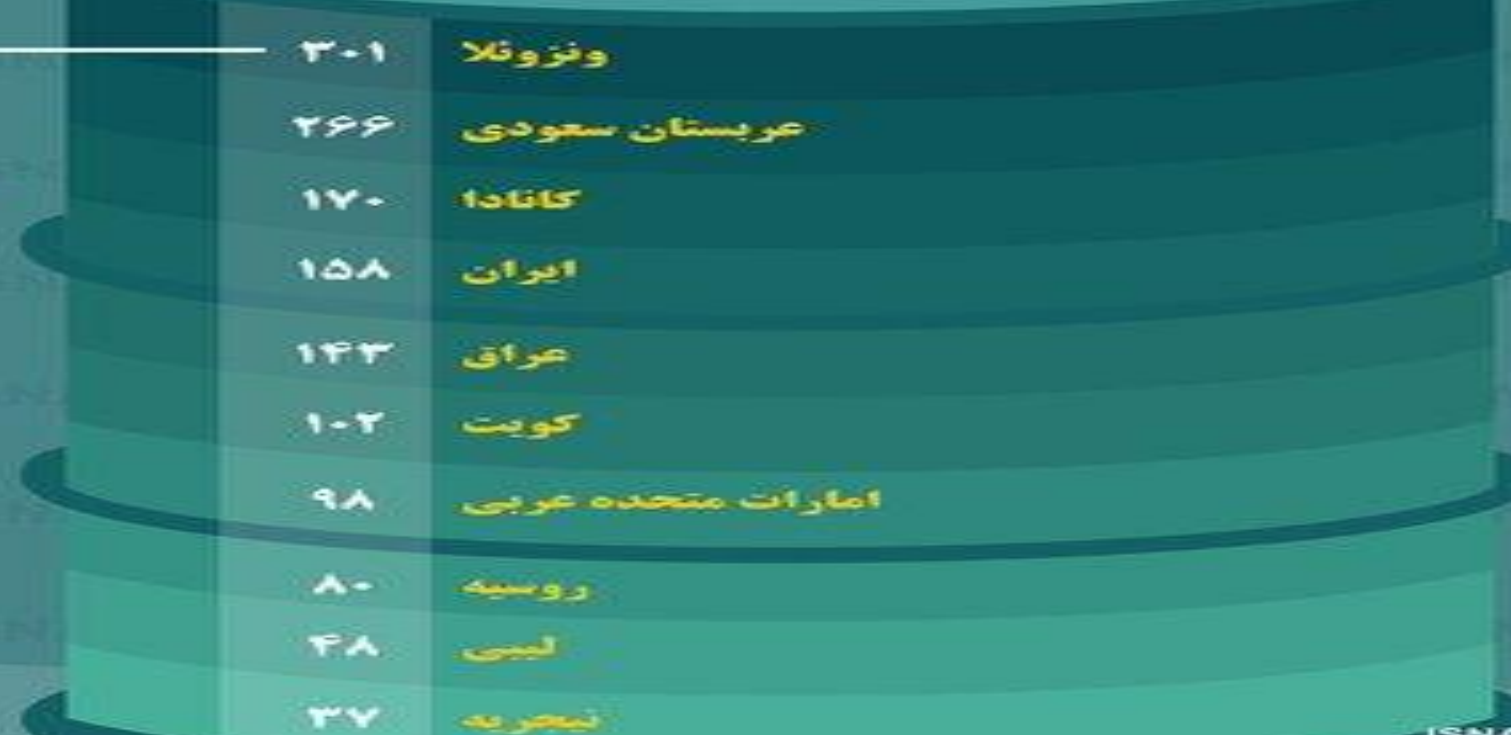 ونزوئلا ۳۰۱
عربستان سعودی ۲۶۶
کانادا ۱۷۰
ایران ۱۵۸
عراق ۱۴۳
کویت ۱۰۲
امارات متحده عربی ۹۸
روسیه ۸۰
لیبی ۴۸
نیجریه ۳۷